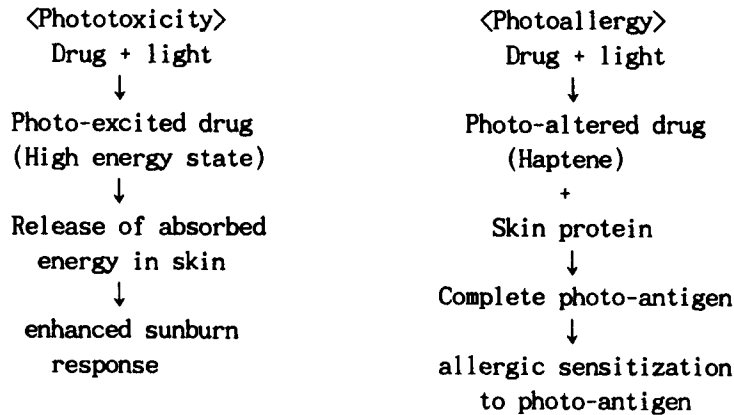 <Phototoxicity>
Drug + light
↓
Photo-excited drug
(High energy state)
↓
Release of absorbed
energy in skin
↓
enhanced sunburn
response
<Photoallergy>
Drug + light
↓
Photo-altered drug
(Haptene)
+
Skin protein
↓
Complete photo-antigen
↓
allergic sensitization
to photo-antigen